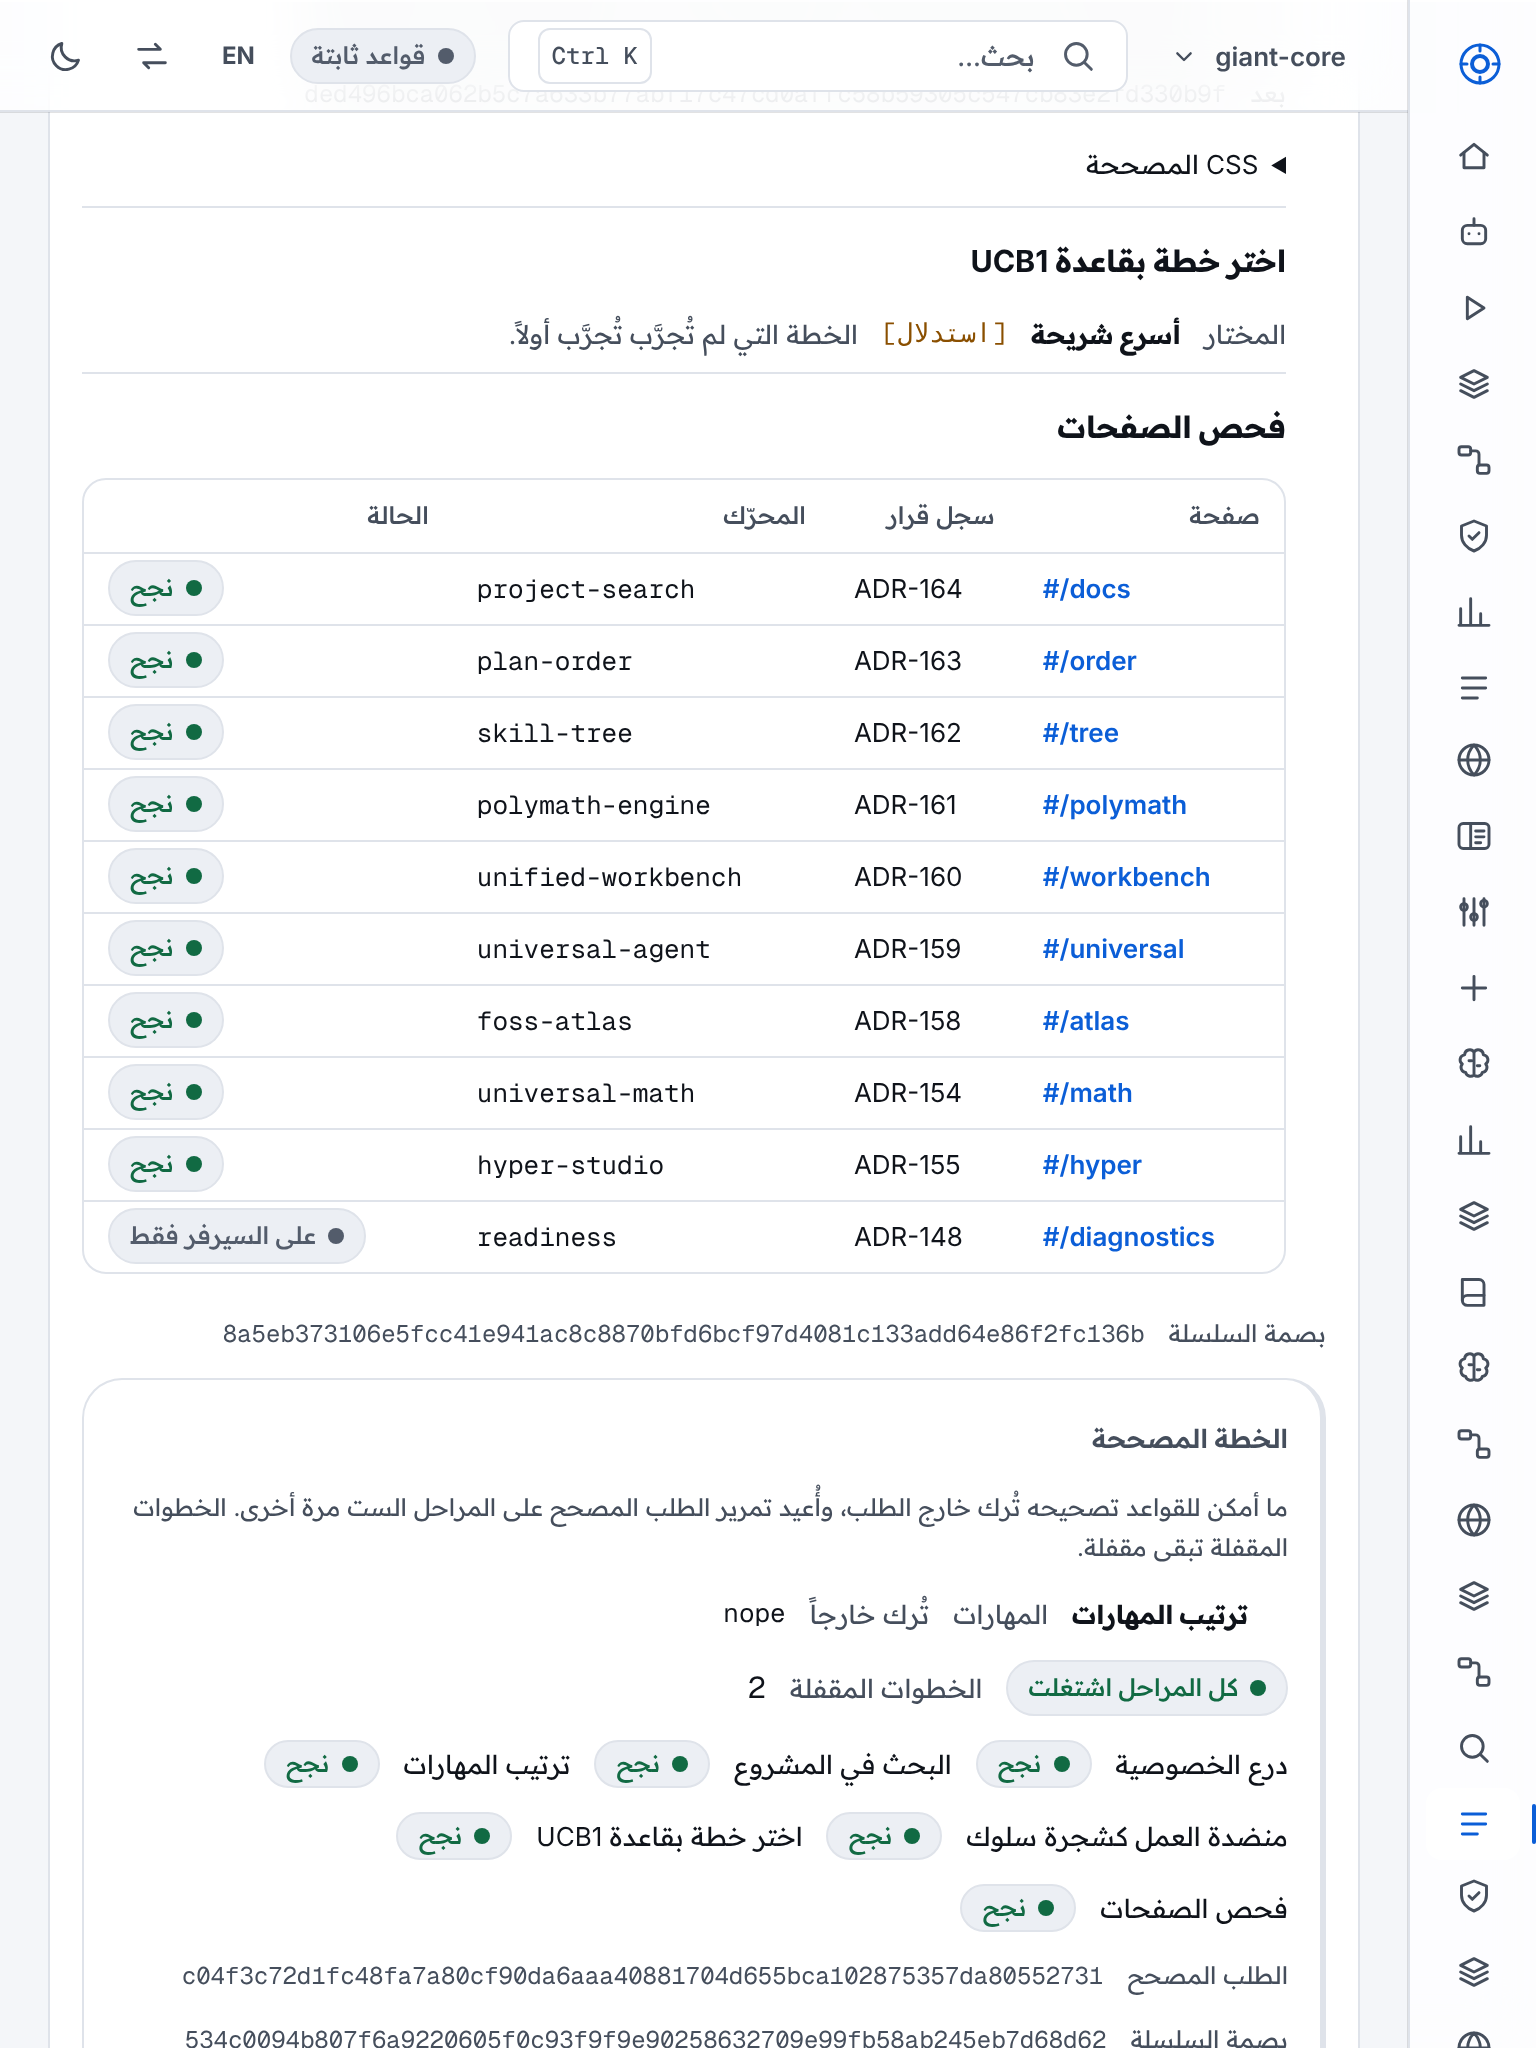 giant-core
بحث...
Ctrl K
قواعد ثابتة
EN
بعد ded496bca062b5c7a633b77abf17c47cd0affc58b59305c547cb83e2fd330b9f
CSS المصححة
اختر خطة بقاعدة UCB1
المختار أسرع شريحة [استدلال] الخطة التي لم تُجرَّب تُجرَّب أولاً.
فحص الصفحات
صفحة سجل قرار المحرّك الحالة
#/docs ADR-164 project-search نجح
#/order ADR-163 plan-order نجح
#/tree ADR-162 skill-tree نجح
#/polymath ADR-161 polymath-engine نجح
#/workbench ADR-160 unified-workbench نجح
#/universal ADR-159 universal-agent نجح
#/atlas ADR-158 foss-atlas نجح
#/math ADR-154 universal-math نجح
#/hyper ADR-155 hyper-studio نجح
#/diagnostics ADR-148 readiness على السيرفر فقط
بصمة السلسلة 8a5eb373106e5fcc41e941ac8c8870bfd6bcf97d4081c133add64e86f2fc136b
الخطة المصححة
ما أمكن للقواعد تصحيحه تُرك خارج الطلب، وأُعيد تمرير الطلب المصحح على المراحل الست مرة أخرى. الخطوات
المقفلة تبقى مقفلة.
ترتيب المهارات المهارات تُرك خارجاً nope
كل المراحل اشتغلت الخطوات المقفلة 2
درع الخصوصية نجح البحث في المشروع نجح ترتيب المهارات نجح
منضدة العمل كشجرة سلوك نجح اختر خطة بقاعدة UCB1 نجح
فحص الصفحات نجح
الطلب المصحح c04f3c72d1fc48fa7a80cf90da6aaa40881704d655bca102875357da80552731
بصمة السلسلة 534c0094b807f6a9220605f0c93f9f9e90258632709e99fb58ab245eb7d68d62